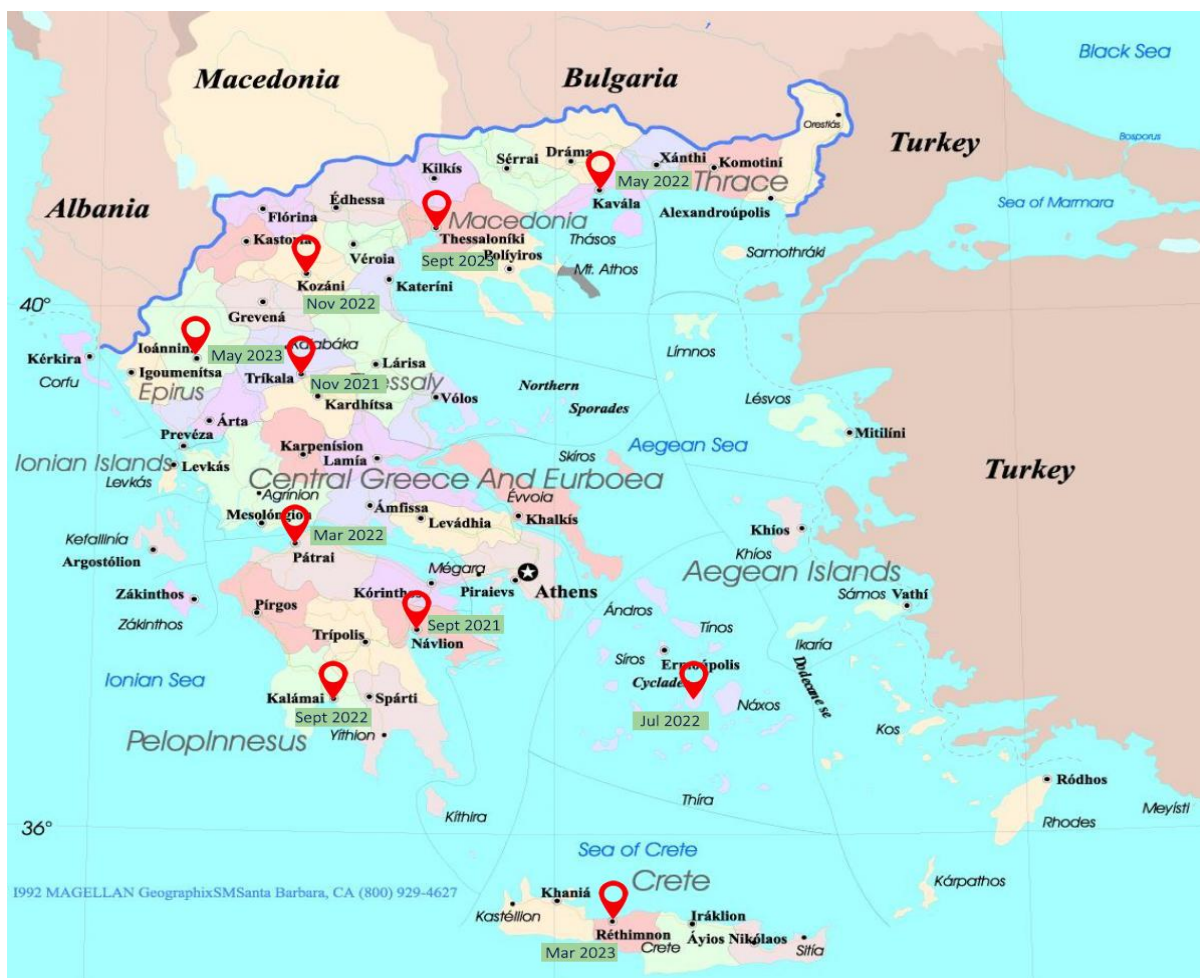 Black Sea
Macedonia
Bulgaria
Orestiás
Turkey
Bosporus
Albania
Sérrai
Dráma
Xánthi
Komotiní
Kilkís
May 2022
Thrace
Édhessa
Kavála
Alexandroúpolis
Sea of Marmara
Flórina
Macedonia
Thásos
Kastoria
Thessaloníki
Véroia
Sept 2023
Políyiros
Samothráki
Mt. Athos
Kozáni
Kateríni
Nov 2022
40°
Grevená
Kérkira
Ioánnina
May 2023
Kalabáka
Límnos
Corfu
Igoumenítsa
Tríkala
Nov 2021
Lárisa
Thessaly
Epirus
Kardhítsa
Vólos
Northern
Sporades
Lésvos
Árta
Prevéza
Mitilíni
Aegean Sea
Karpenísion
Lamía
Skíros
Ionian Islands
Levkás
Levkás
Central Greece And Eurboea
Turkey
Agrinion
Évvoia
Mesolóngion
Ámfissa
Levádhia
Khalkís
Khíos
Khíos
Kefallinía
Mar 2022
Argostólion
Pátrai
Mégara
Aegean Islands
Kórinthos
Piraievs
Athens
Sámos
Vathí
Zákinthos
Pírgos
Ándros
Zákinthos
Sept 2021
Trípolis
Návlion
Tínos
Ikaría
Síros
Ermoúpolis
Dodecane se
Ionian Sea
Kalámai
Spárti
Cyclades
Náxos
Sept 2022
Jul 2022
Kos
Pelopinnesus
Yíthion
Ródhos
Thíra
Meyísti
Kíthira
Rhodes
36°
Sea of Crete
Crete
Kárpathos
I992 MAGELLAN GeographixSMSanta Barbara, CA (800) 929-4627
Khaniá
Kastéllion
Iráklion
Réthimnon
Áyios Nikólaos
Crete
Sitía
Mar 2023